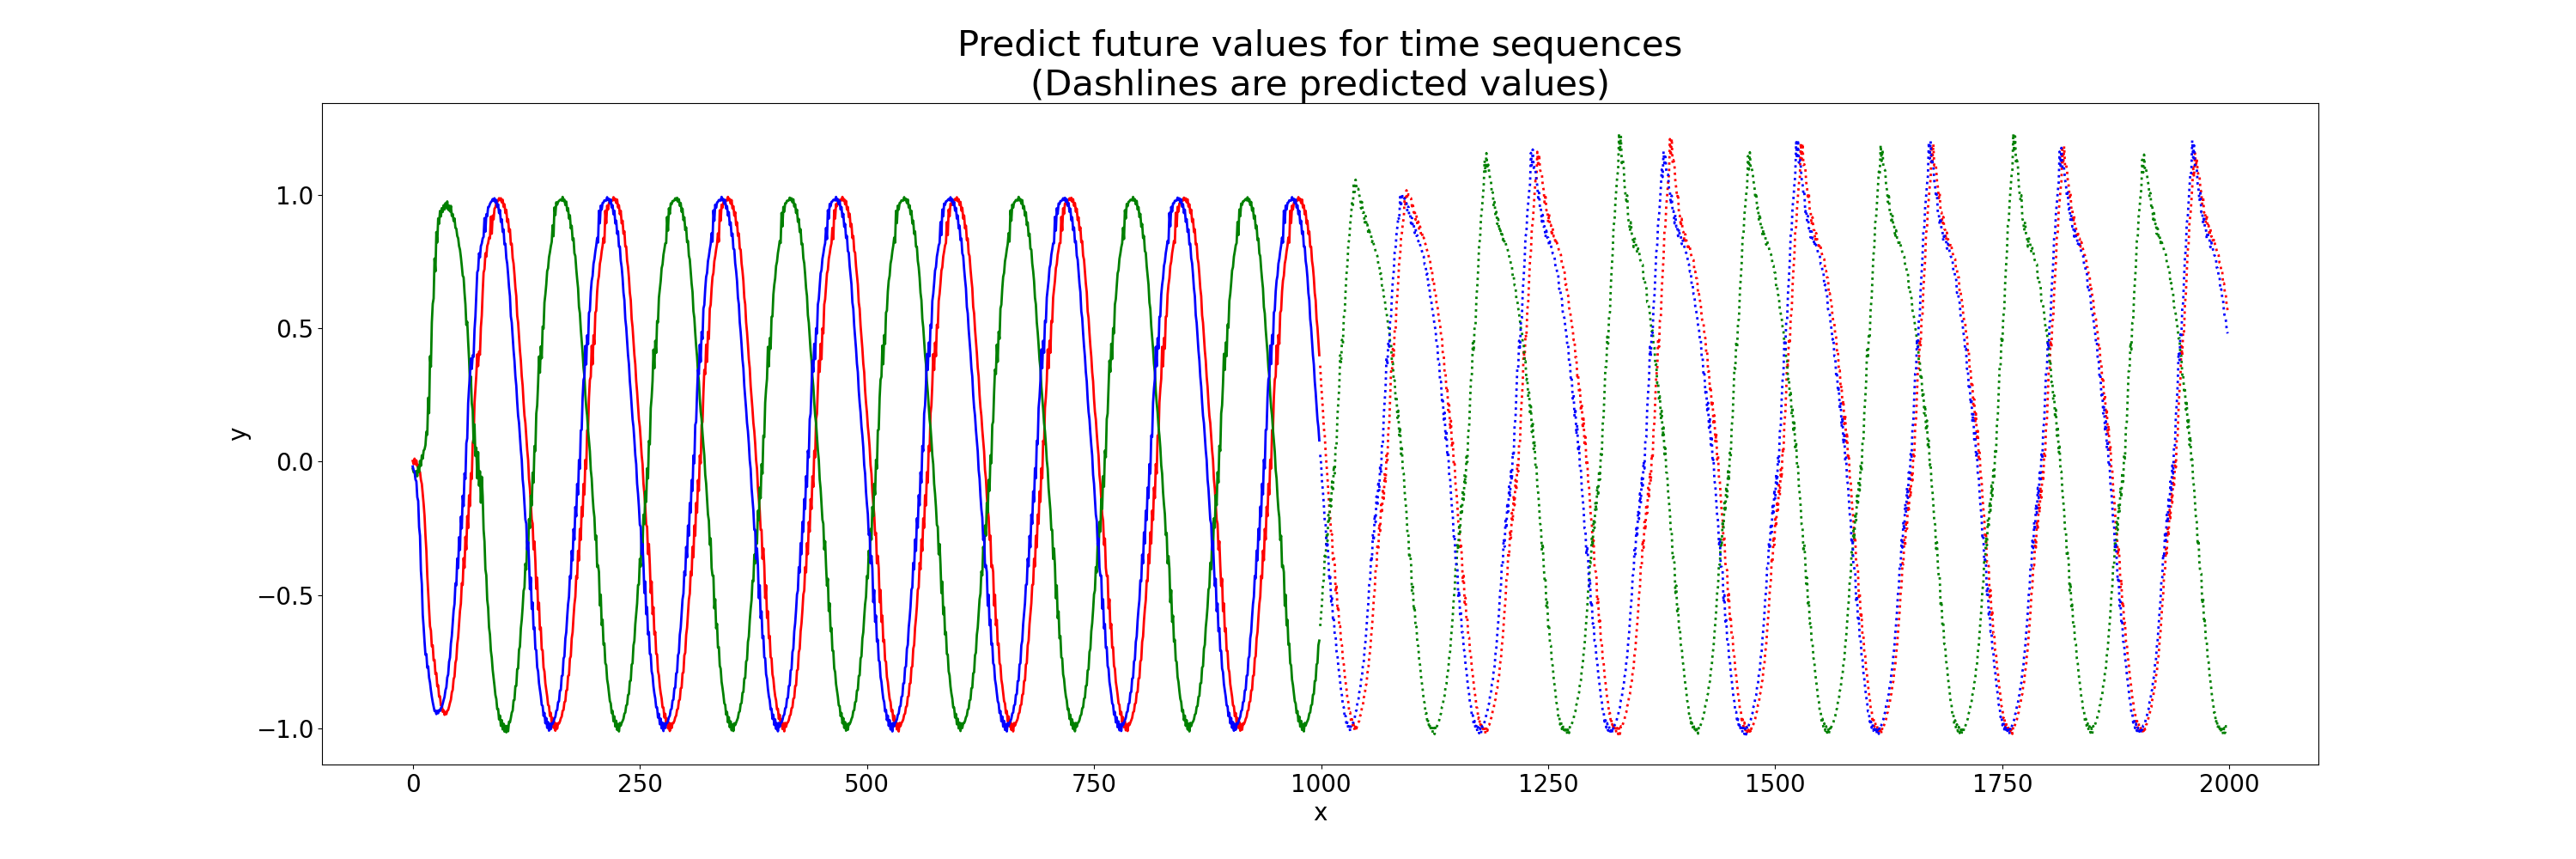 Predict future values for time sequences
(Dashlines are predicted values)
1.0
0.5
0.0
−0.5
−1.0
y
0 250 500 750 1000 1250 1500 1750 2000
x